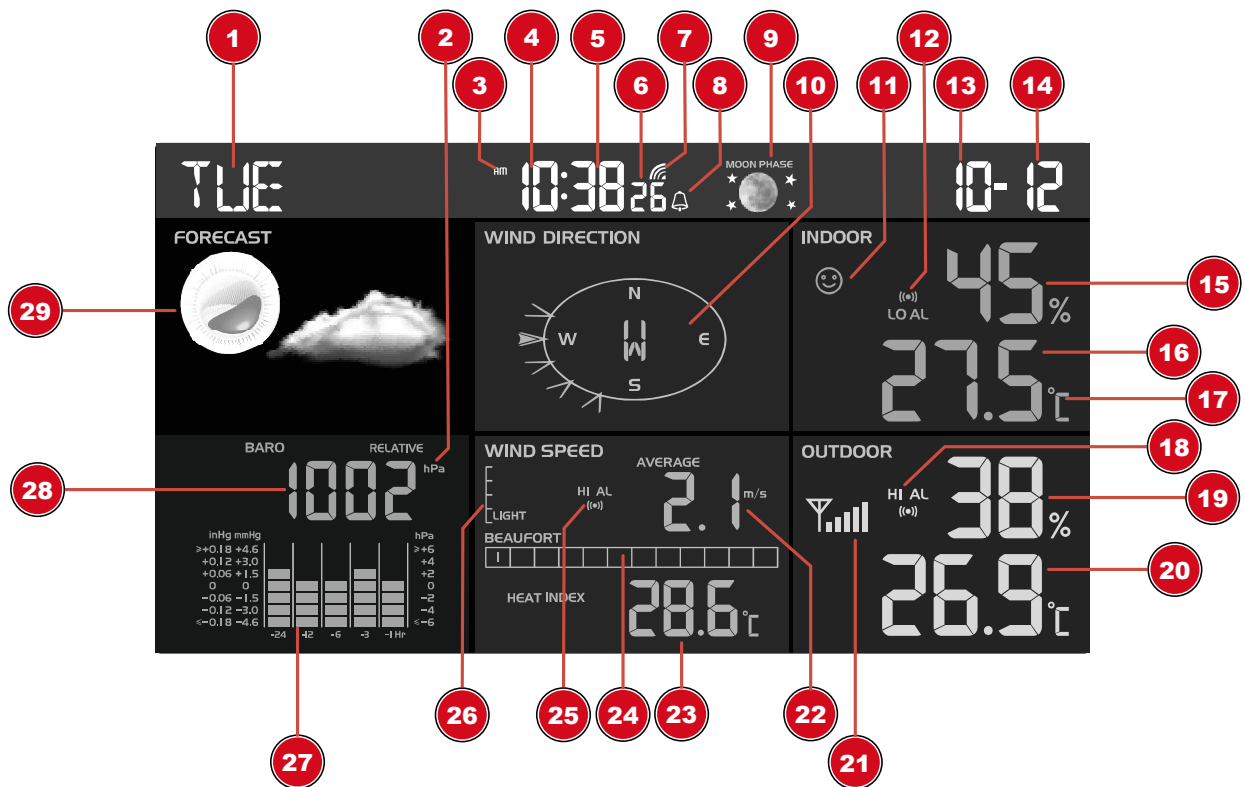 1 2 3 4 5 6 7 8 9 10 11 12 13 14
TUE AM 10:38 26 MOON PHASE 10-12
FORECAST
29
WIND DIRECTION
N
W W E
S
INDOOR
LO AL
45%
15
27.5°C
16
17
BARO RELATIVE
1002 hPa
28
inHg mmHg hPa
≥+0.18 +4.6 ≥+6
+0.12 +3.0 +4
+0.06 +1.5 +2
0 0 0
-0.06 -1.5 -2
-0.12 -3.0 -4
≤-0.18 -4.6 ≤-6
-24 -12 -6 -3 -1 Hr
27
WIND SPEED
AVERAGE
HI AL
2.1 m/s
LIGHT
BEAUFORT
1
HEAT INDEX
28.6°C
26 25 24 23 22
OUTDOOR
HI AL
38%
18
19
26.9°C
20
21